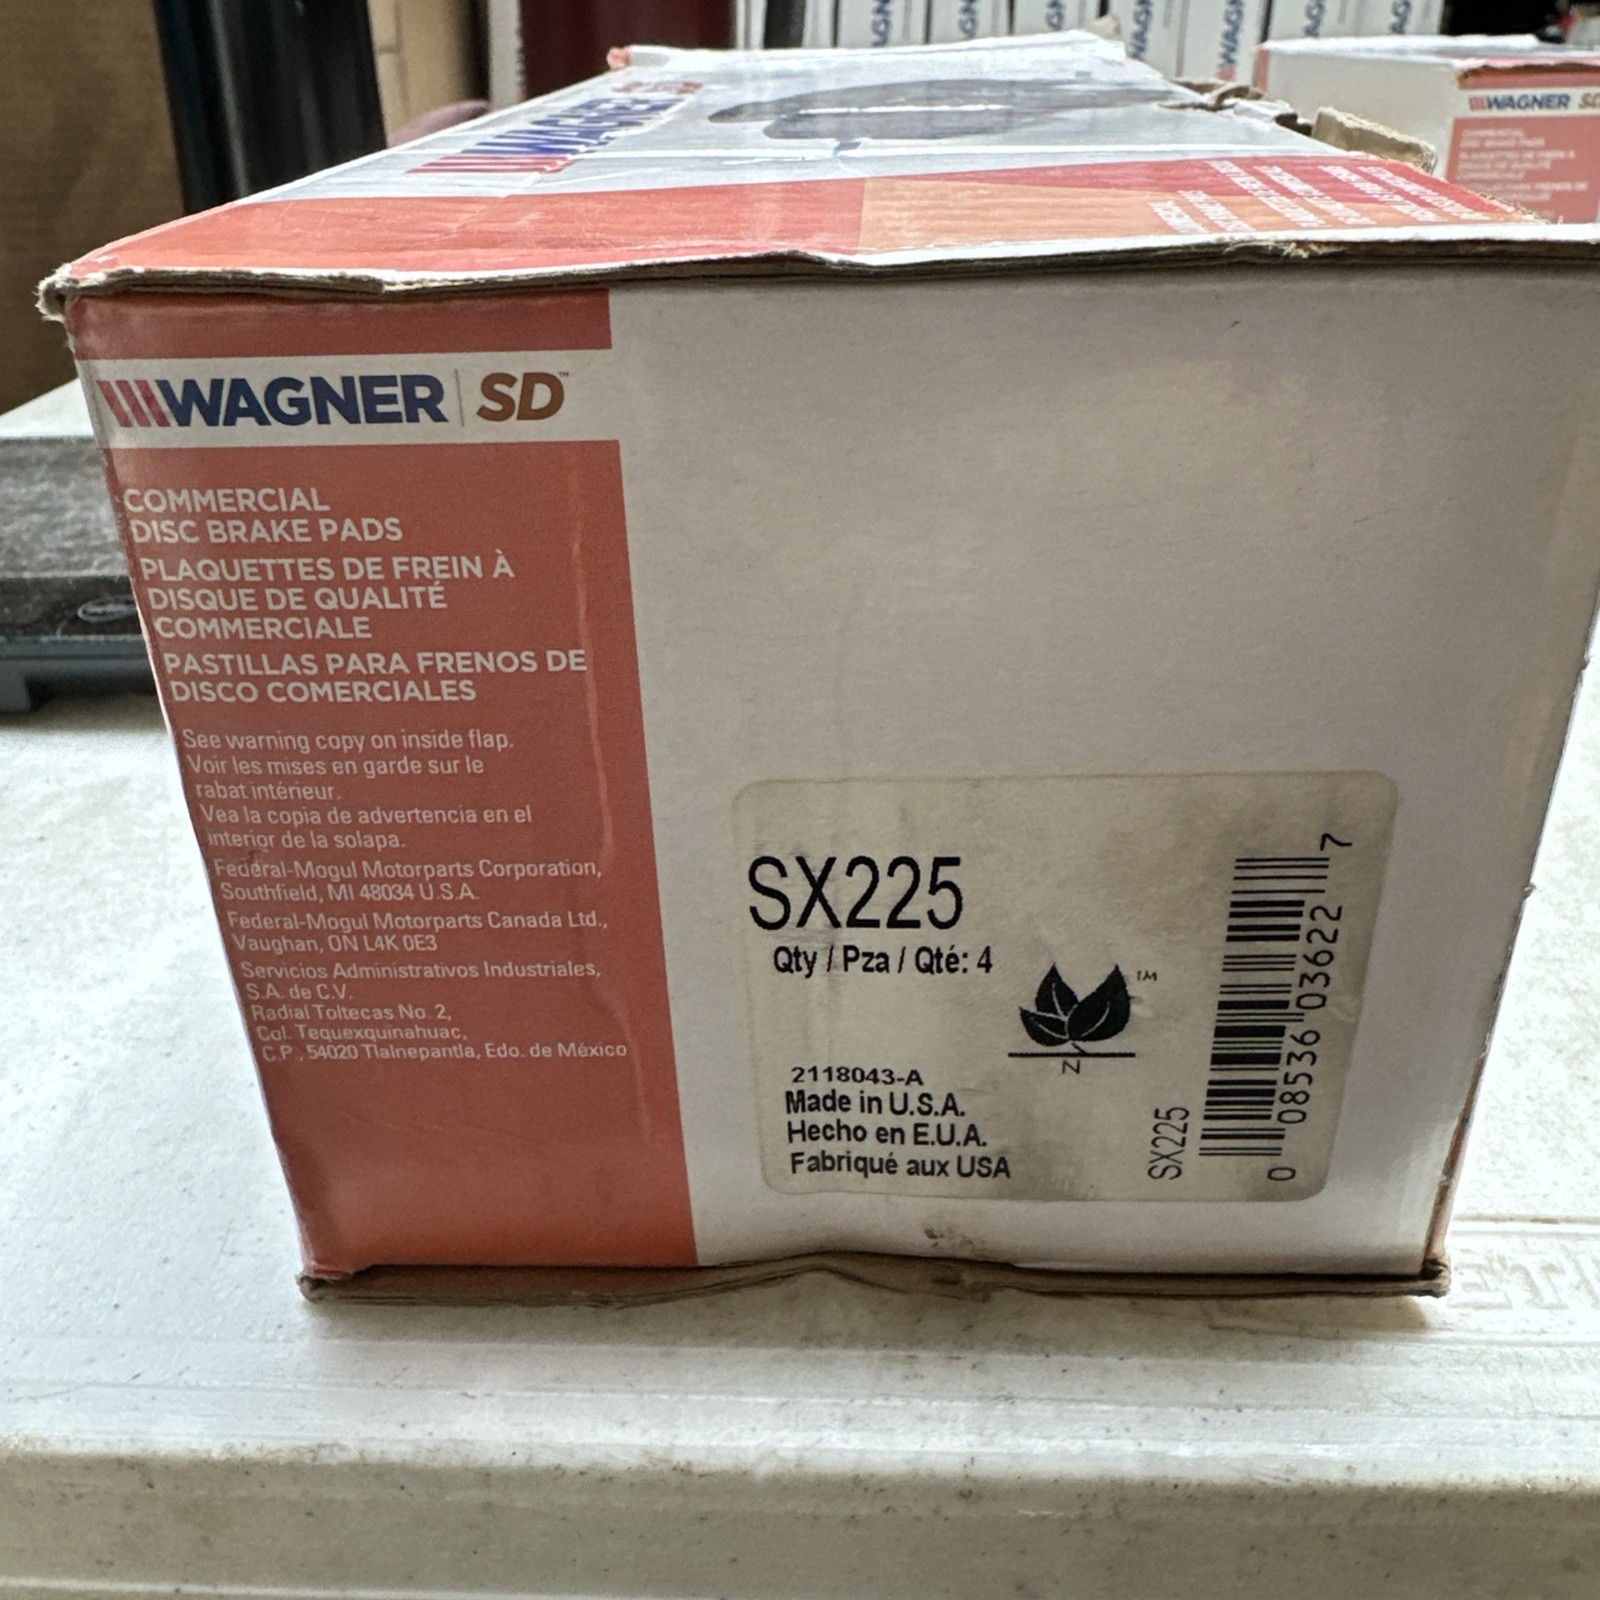 WAGNER
WAGNER SD
WAGNER SD™
COMMERCIAL
DISC BRAKE PADS
PLAQUETTES DE FREIN À
DISQUE DE QUALITÉ
COMMERCIALE
PASTILLAS PARA FRENOS DE
DISCO COMERCIALES
See warning copy on inside flap.
Voir les mises en garde sur le
rabat intérieur.
Vea la copia de advertencia en el
interior de la solapa.
Federal-Mogul Motorparts Corporation,
Southfield, MI 48034 U.S.A.
Federal-Mogul Motorparts Canada Ltd.,
Vaughan, ON L4K 0E3
Servicios Administrativos Industriales,
S.A. de C.V.
Radial Toltecas No. 2,
Col. Tequexquinahuac,
C.P., 54020 Tlalnepantla, Edo. de México
SX225
Qty / Pza / Qté: 4
™
N
2118043-A
Made in U.S.A.
Hecho en E.U.A.
Fabriqué aux USA
SX225
0 08536 03622 7